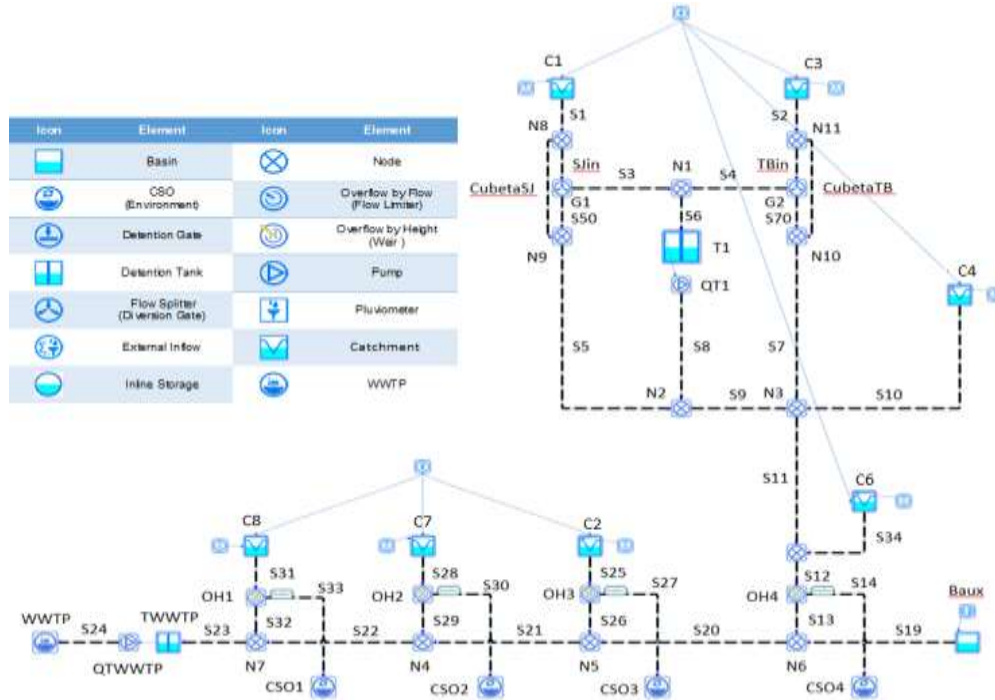 C1
C3
S1
S2
N8
N11
SJin
N1
TBin
CubetaSJ
S3
S4
CubetaTB
G1
G2
S50
S6
S70
N9
T1
N10
QT1
C4
S5
S8
S7
N2
S9
N3
S10
Icon Element Icon Element
Basin
Node
CSO
(Environment)
Overflow by Flow
(Flow Limiter)
Detention Gate
Overflow by Height
(Weir )
Detention Tank
Pump
Flow Splitter
(Diversion Gate)
Pluviometer
External Inflow
Catchment
Inline Storage
WWTP
S11
C6
S34
C8
C7
C2
S31
S33
S28
S30
S25
S27
S12
S14
Baux
OH1
OH2
OH3
OH4
WWTP
TWWTP
S24
S23
S32
S22
S29
S21
S26
S20
S13
S19
QTWWTP
N7
N4
N5
N6
CSO1
CSO2
CSO3
CSO4